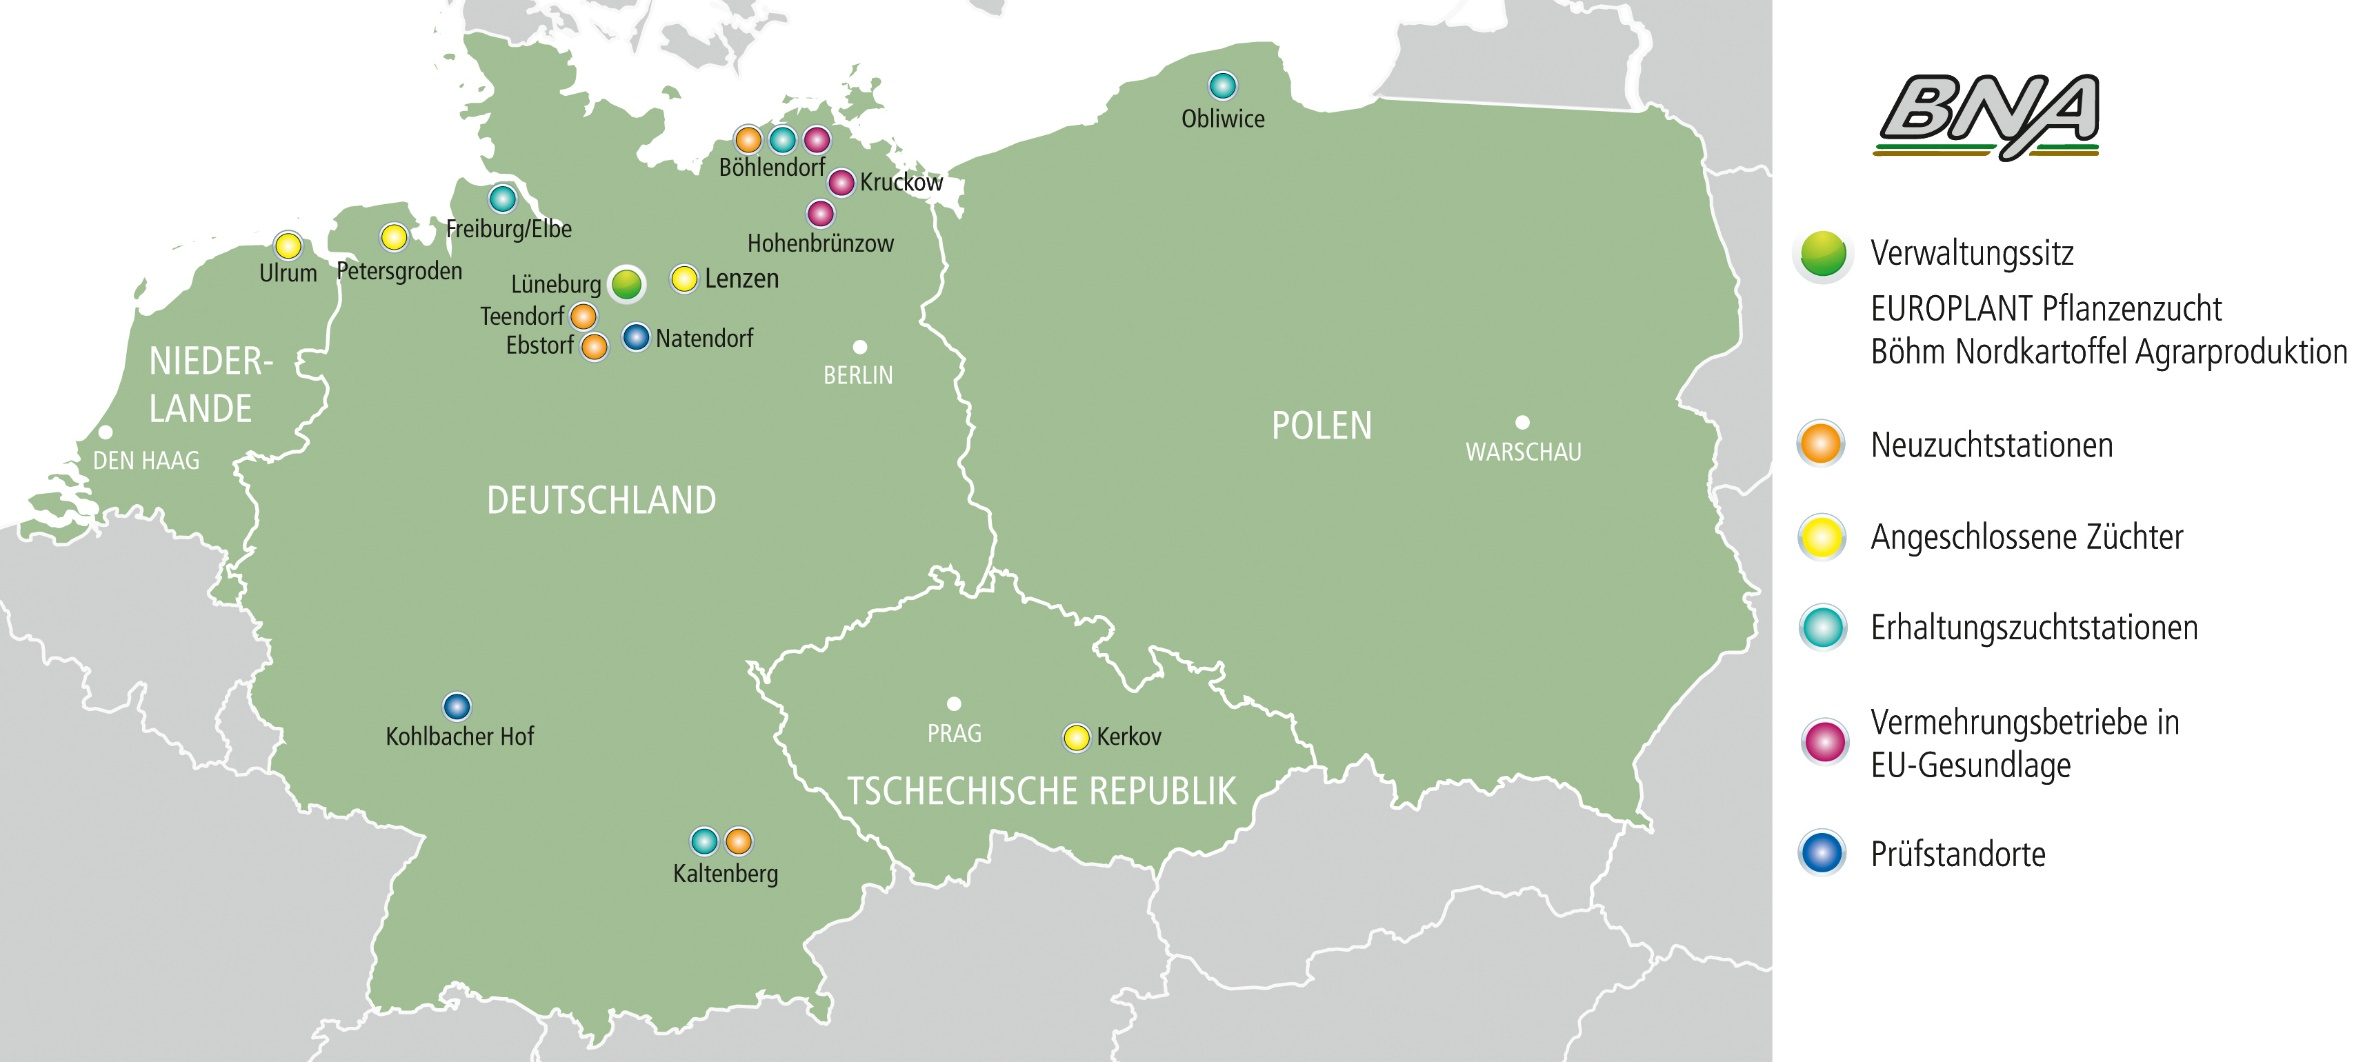 Obliwice
Böhlendorf
Kruckow
Freiburg/Elbe
Hohenbrünzow
Ulrum
Petersgroden
Lüneburg
Lenzen
Teendorf
Ebstorf
Natendorf
NIEDER-
LANDE
BERLIN
DEN HAAG
POLEN
WARSCHAU
DEUTSCHLAND
Kohlbacher Hof
PRAG
Kerkov
TSCHECHISCHE REPUBLIK
Kaltenberg
BNA
Verwaltungssitz
EUROPLANT Pflanzenzucht
Böhm Nordkartoffel Agrarproduktion
Neuzuchtstationen
Angeschlossene Züchter
Erhaltungszuchtstationen
Vermehrungsbetriebe in
EU-Gesundlage
Prüfstandorte